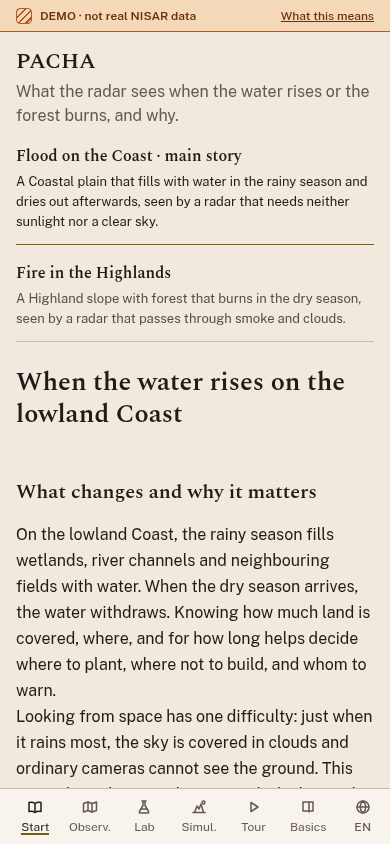 DEMO · not real NISAR data
What this means
PACHA
What the radar sees when the water rises or the
forest burns, and why.
Flood on the Coast · main story
A Coastal plain that fills with water in the rainy season and
dries out afterwards, seen by a radar that needs neither
sunlight nor a clear sky.
Fire in the Highlands
A Highland slope with forest that burns in the dry season,
seen by a radar that passes through smoke and clouds.
When the water rises on the
lowland Coast
What changes and why it matters
On the lowland Coast, the rainy season fills
wetlands, river channels and neighbouring
fields with water. When the dry season arrives,
the water withdraws. Knowing how much land is
covered, where, and for how long helps decide
where to plant, where not to build, and whom to
warn.
Looking from space has one difficulty: just when
it rains most, the sky is covered in clouds and
ordinary cameras cannot see the ground. This
Start
Observ.
Lab
Simul.
Tour
Basics
EN